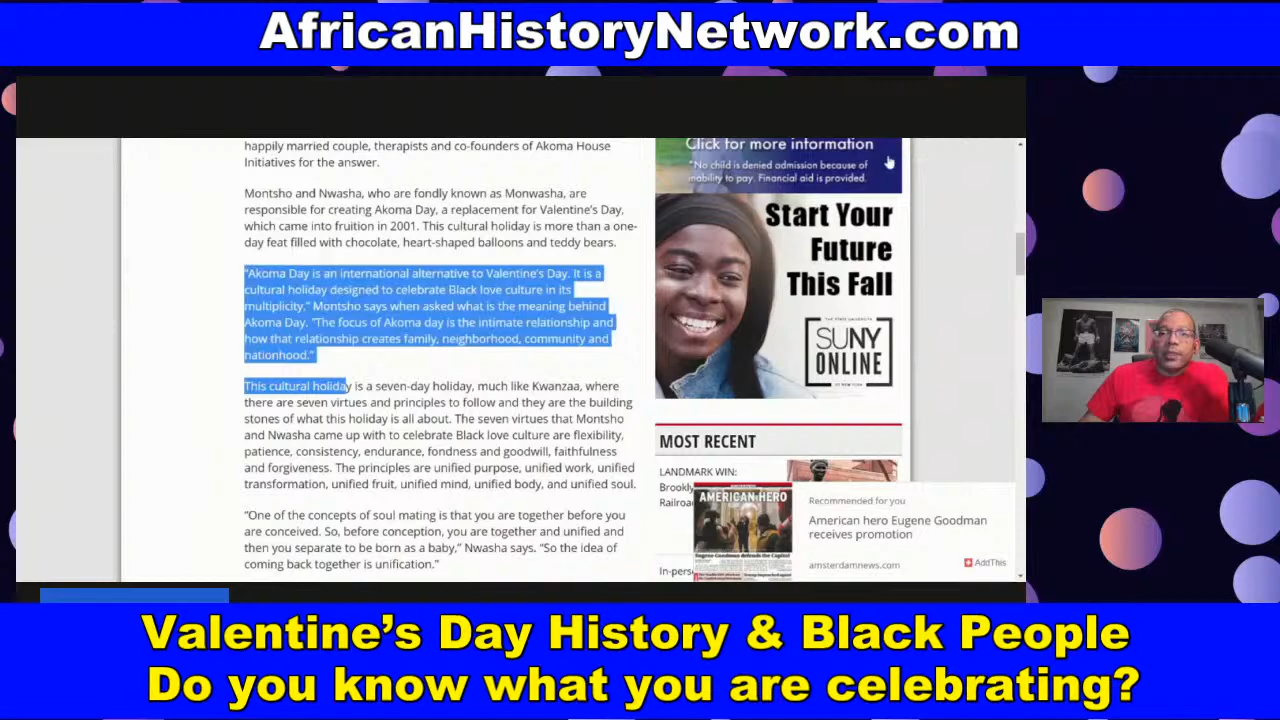 AfricanHistoryNetwork.com
happily married couple, therapists and co-founders of Akoma House
Initiatives for the answer.
Montsho and Nwasha, who are fondly known as Monwasha, are
responsible for creating Akoma Day, a replacement for Valentine's Day,
which came into fruition in 2001. This cultural holiday is more than a one-
day feat filled with chocolate, heart-shaped balloons and teddy bears.
"Akoma Day is an international alternative to Valentine's Day. It is a
cultural holiday designed to celebrate Black love culture in its
multiplicity," Montsho says when asked what is the meaning behind
Akoma Day. "The focus of Akoma day is the intimate relationship and
how that relationship creates family, neighborhood, community and
nationhood."
This cultural holiday is a seven-day holiday, much like Kwanzaa, where
there are seven virtues and principles to follow and they are the building
stones of what this holiday is all about. The seven virtues that Montsho
and Nwasha came up with to celebrate Black love culture are flexibility,
patience, consistency, endurance, fondness and goodwill, faithfulness
and forgiveness. The principles are unified purpose, unified work, unified
transformation, unified fruit, unified mind, unified body, and unified soul.
"One of the concepts of soul mating is that you are together before you
are conceived. So, before conception, you are together and unified and
then you separate to be born as a baby," Nwasha says. "So the idea of
coming back together is unification."
Click for more information
"No child is denied admission because of
inability to pay. Financial aid is provided.
Start Your
Future
This Fall
THE STATE UNIVERSITY
SUNY
ONLINE
OF NEW YORK
MOST RECENT
LANDMARK WIN:
Brookly
Railroa
In-pers
AMERICAN HERO
Eugene Goodman defends the Capitol
Recommended for you
American hero Eugene Goodman
receives promotion
amsterdamnews.com
AddThis
Valentine's Day History & Black People
Do you know what you are celebrating?